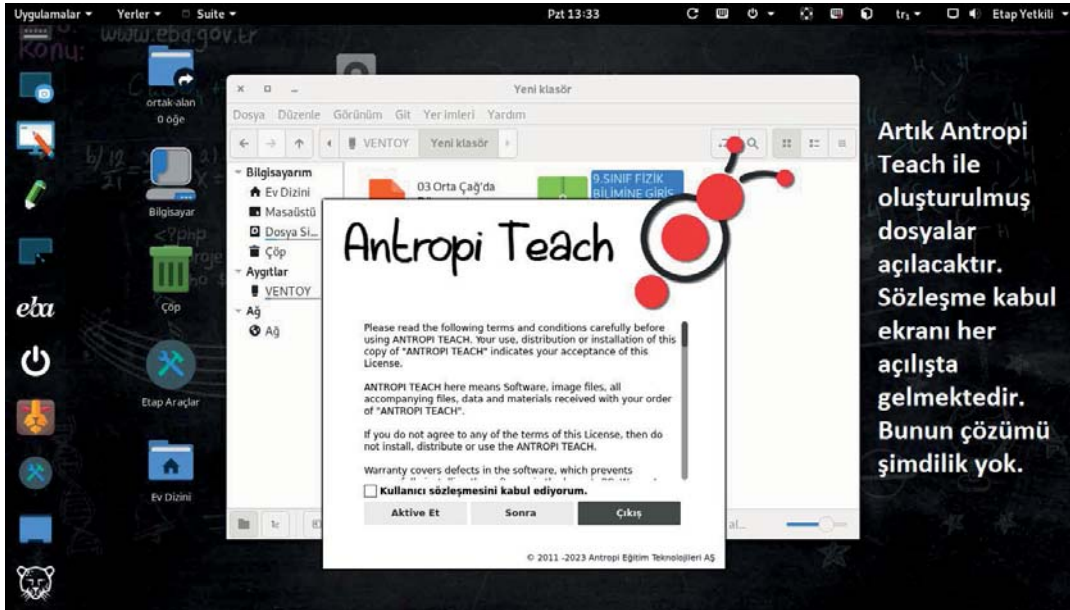 Uygulamalar Yerler Suite Pzt 13:33 tr₁ Etap Yetkili
www.eba.gov.tr
Konu:
ortak-alan
0 öğe
Bilgisayar
Çöp
Etap Araçlar
Ev Dizini
eba
Yeni klasör
Dosya Düzenle Görünüm Git Yer imleri Yardım
VENTOY Yeni klasör
Bilgisayarım
Ev Dizini
Masaüstü
Dosya Si...
Çöp
Aygıtlar
VENTOY
Ağ
Ağ
03 Orta Çağ'da
9.SINIF FİZİK
BİLİMİNE GİRİŞ
Antropi Teach
Please read the following terms and conditions carefully before
using ANTROPI TEACH. Your use, distribution or installation of this
copy of "ANTROPI TEACH" indicates your acceptance of this
License.
ANTROPI TEACH here means Software, image files, all
accompanying files, data and materials received with your order
of "ANTROPI TEACH".
If you do not agree to any of the terms of this License, then do
not install, distribute or use the ANTROPI TEACH.
Warranty covers defects in the software, which prevents
Kullanıcı sözleşmesini kabul ediyorum.
Aktive Et Sonra Çıkış
© 2011 -2023 Antropi Eğitim Teknolojileri AŞ
Artık Antropi
Teach ile
oluşturulmuş
dosyalar
açılacaktır.
Sözleşme kabul
ekranı her
açılışta
gelmektedir.
Bunun çözümü
şimdilik yok.